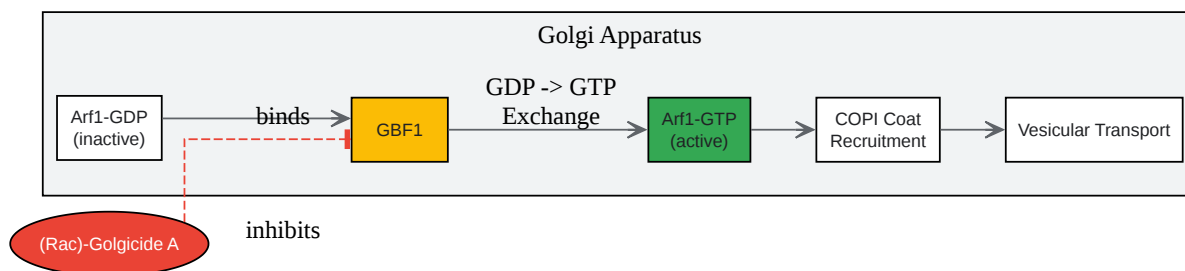 Golgi Apparatus
Arf1-GDP
(inactive)
binds
GBF1
GDP -> GTP
Exchange
Arf1-GTP
(active)
COPI Coat
Recruitment
Vesicular Transport
(Rac)-Golgicide A
inhibits